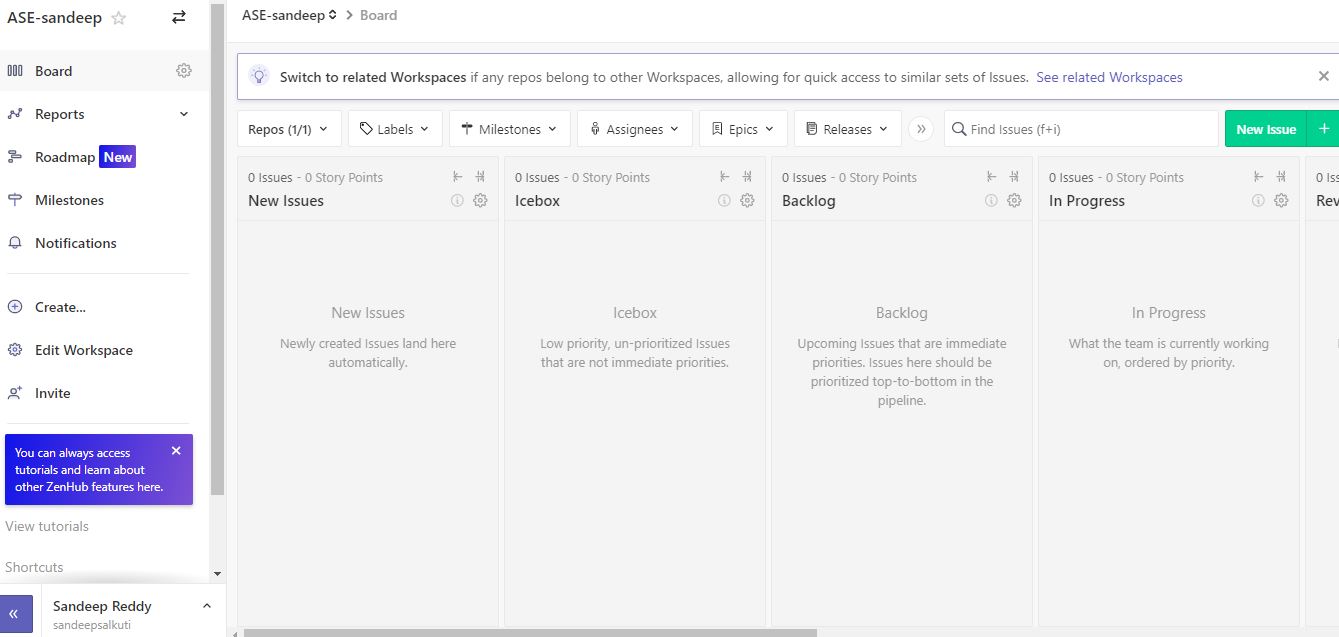 ASE-sandeep
Board
Reports
Roadmap New
Milestones
Notifications
Create...
Edit Workspace
Invite
You can always access
tutorials and learn about
other ZenHub features here.
View tutorials
Shortcuts
Sandeep Reddy
sandeepsalkuti
ASE-sandeep > Board
Switch to related Workspaces if any repos belong to other Workspaces, allowing for quick access to similar sets of Issues. See related Workspaces
Repos (1/1) Labels Milestones Assignees Epics Releases Find Issues (f+i) New Issue +
0 Issues - 0 Story Points
New Issues
New Issues
Newly created Issues land here
automatically.
0 Issues - 0 Story Points
Icebox
Icebox
Low priority, un-prioritized Issues
that are not immediate priorities.
0 Issues - 0 Story Points
Backlog
Backlog
Upcoming Issues that are immediate
priorities. Issues here should be
prioritized top-to-bottom in the
pipeline.
0 Issues - 0 Story Points
In Progress
In Progress
What the team is currently working
on, ordered by priority.
0 Iss
Rev